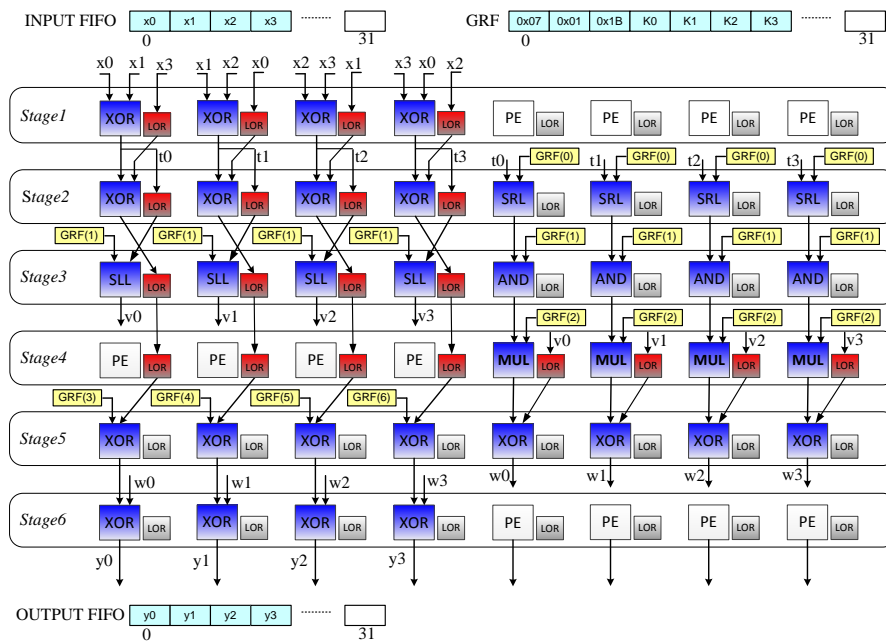 INPUT FIFO x0 x1 x2 x3 ......... GRF 0x07 0x01 0x1B K0 K1 K2 K3 .........
0 31 0 31
x0 x1 x3 x1 x2 x0 x2 x3 x1 x3 x0 x2
Stage1 XOR LOR XOR LOR XOR LOR XOR LOR PE LOR PE LOR PE LOR PE LOR
t0 t1 t2 t3 t0 GRF(0) t1 GRF(0) t2 GRF(0) t3 GRF(0)
Stage2 XOR LOR XOR LOR XOR LOR XOR LOR SRL LOR SRL LOR SRL LOR SRL LOR
GRF(1) GRF(1) GRF(1) GRF(1) GRF(1) GRF(1) GRF(1) GRF(1)
Stage3 SLL LOR SLL LOR SLL LOR SLL LOR AND LOR AND LOR AND LOR AND LOR
v0 v1 v2 v3 GRF(2) GRF(2) GRF(2) GRF(2)
v0 v1 v2 v3
Stage4 PE LOR PE LOR PE LOR PE LOR MUL LOR MUL LOR MUL LOR MUL LOR
GRF(3) GRF(4) GRF(5) GRF(6)
Stage5 XOR LOR XOR LOR XOR LOR XOR LOR XOR LOR XOR LOR XOR LOR XOR LOR
w0 w1 w2 w3
w0 w1 w2 w3
Stage6 XOR LOR XOR LOR XOR LOR XOR LOR PE LOR PE LOR PE LOR PE LOR
y0 y1 y2 y3
OUTPUT FIFO y0 y1 y2 y3 .........
0 31